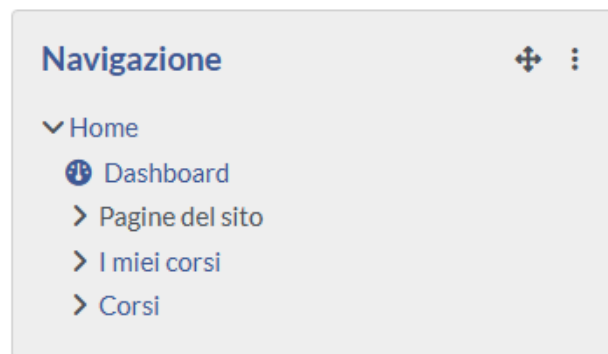 Navigazione
Home
Dashboard
Pagine del sito
I miei corsi
Corsi